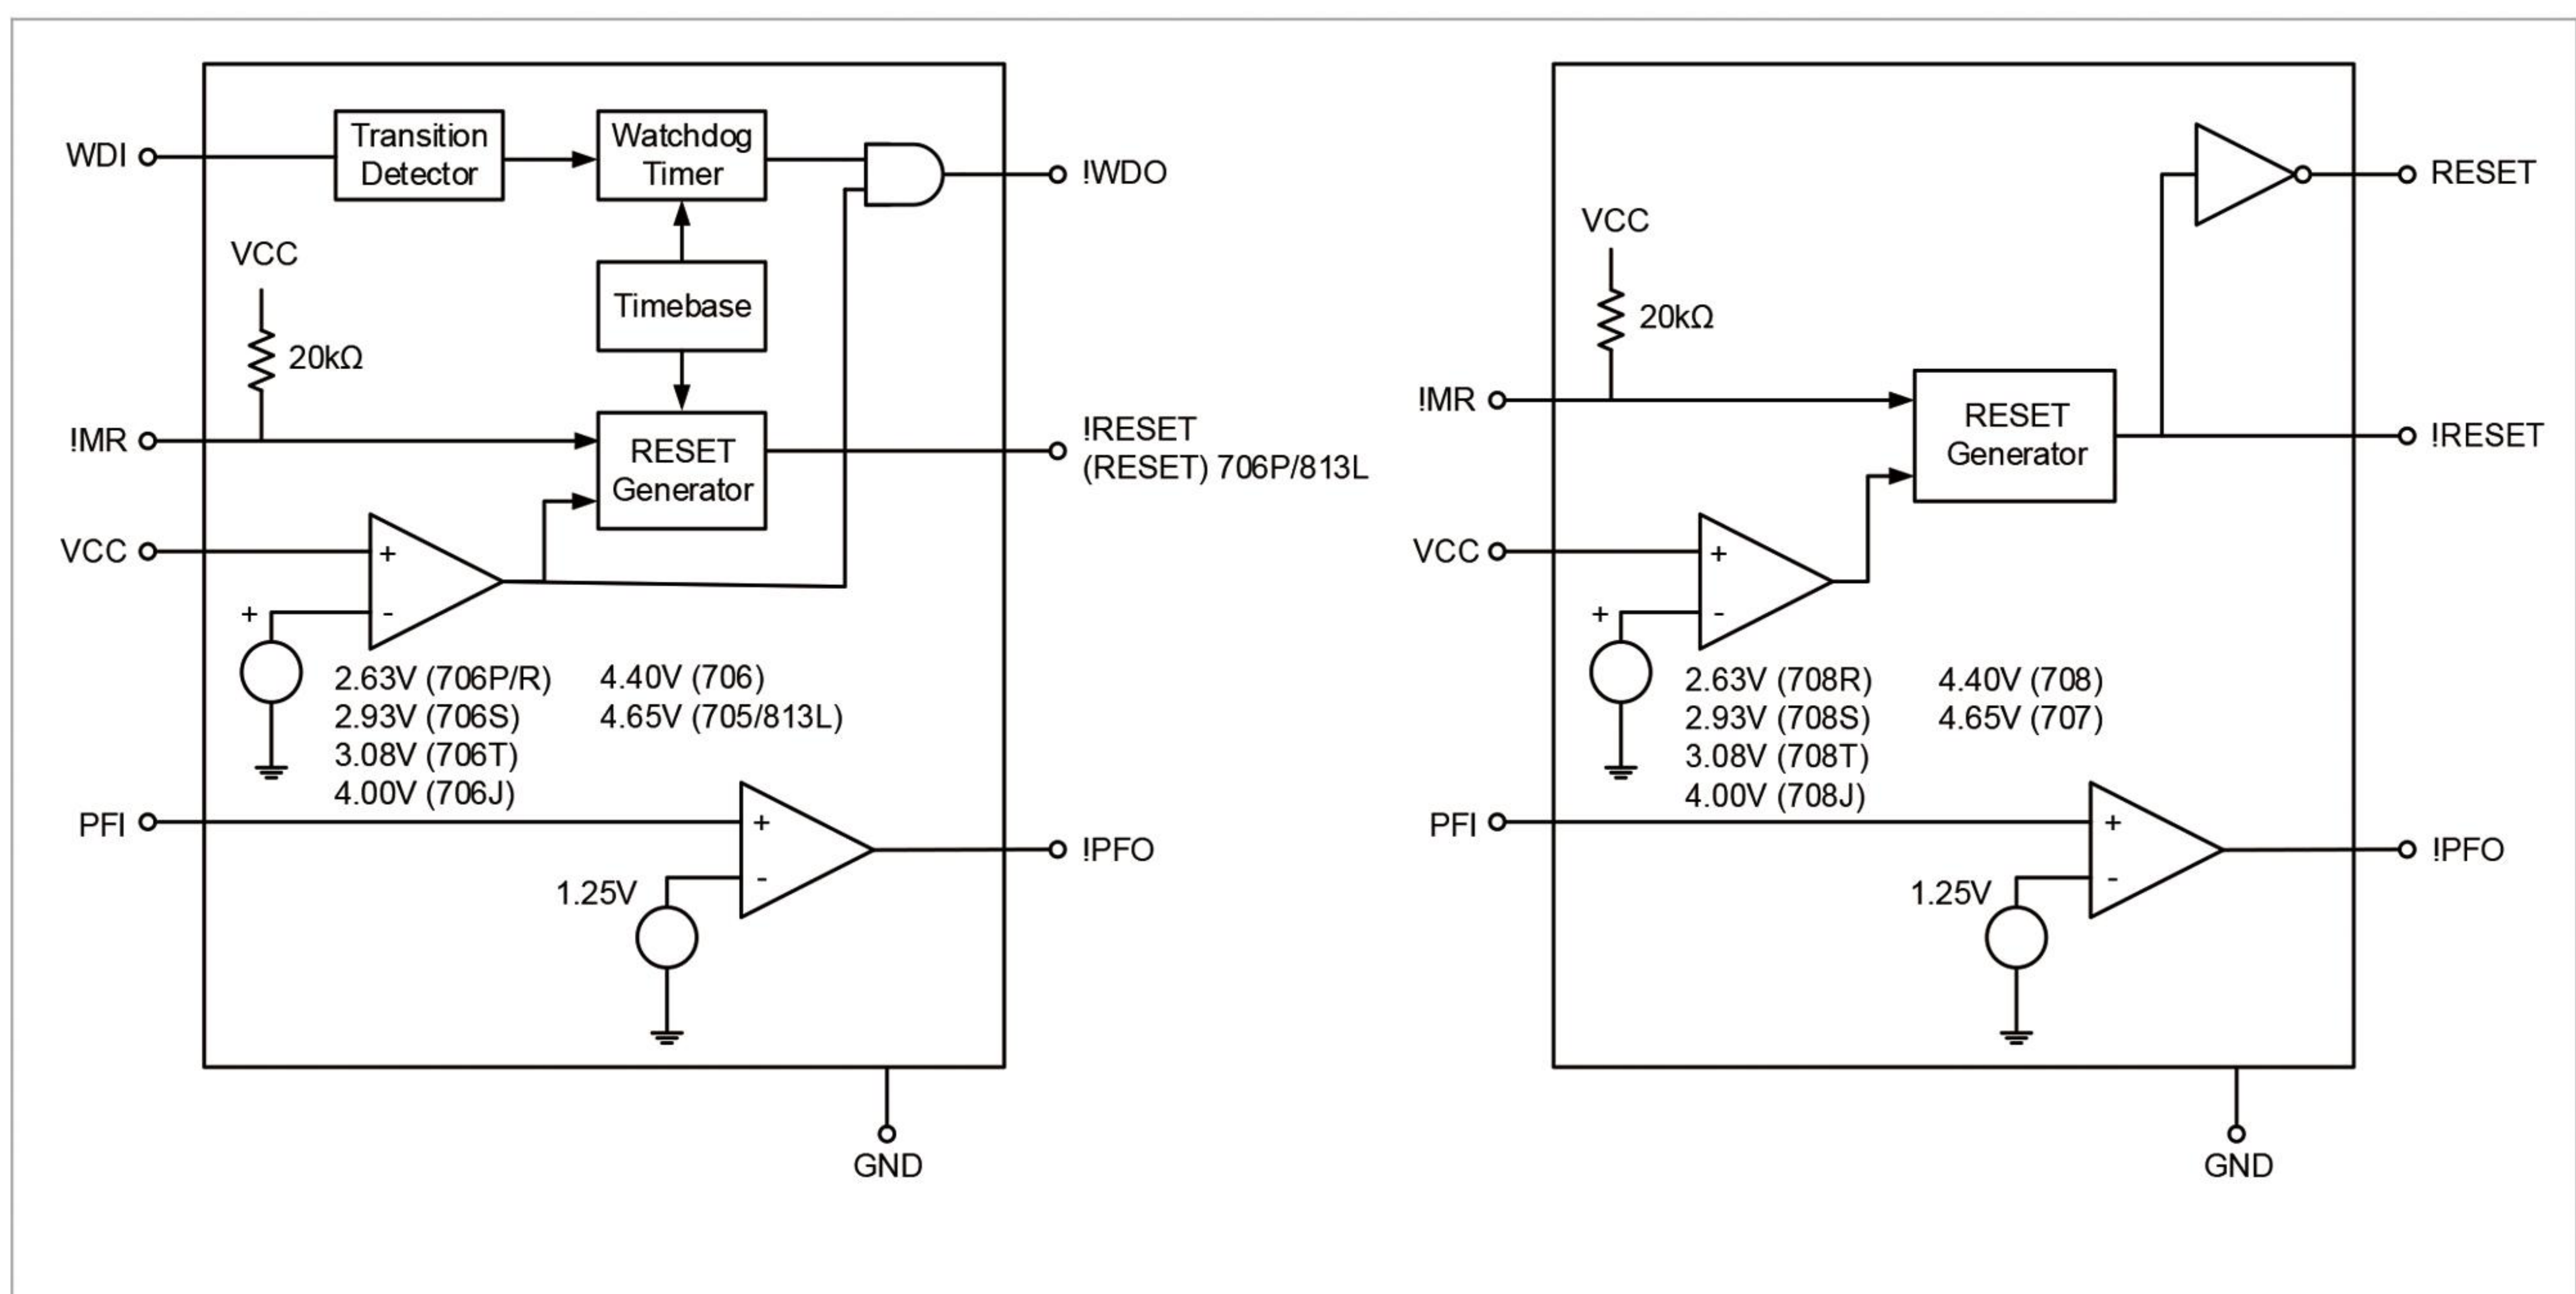 Transition
Detector
Watchdog
Timer
WDI
!WDO
VCC
Timebase
20kΩ
!MR
RESET
Generator
!RESET
(RESET) 706P/813L
VCC
+
-
+
2.63V (706P/R)
2.93V (706S)
3.08V (706T)
4.00V (706J)
4.40V (706)
4.65V (705/813L)
PFI
+
-
1.25V
!PFO
GND
RESET
VCC
20kΩ
!MR
RESET
Generator
!RESET
VCC
+
-
+
2.63V (708R)
2.93V (708S)
3.08V (708T)
4.00V (708J)
4.40V (708)
4.65V (707)
PFI
+
-
1.25V
!PFO
GND